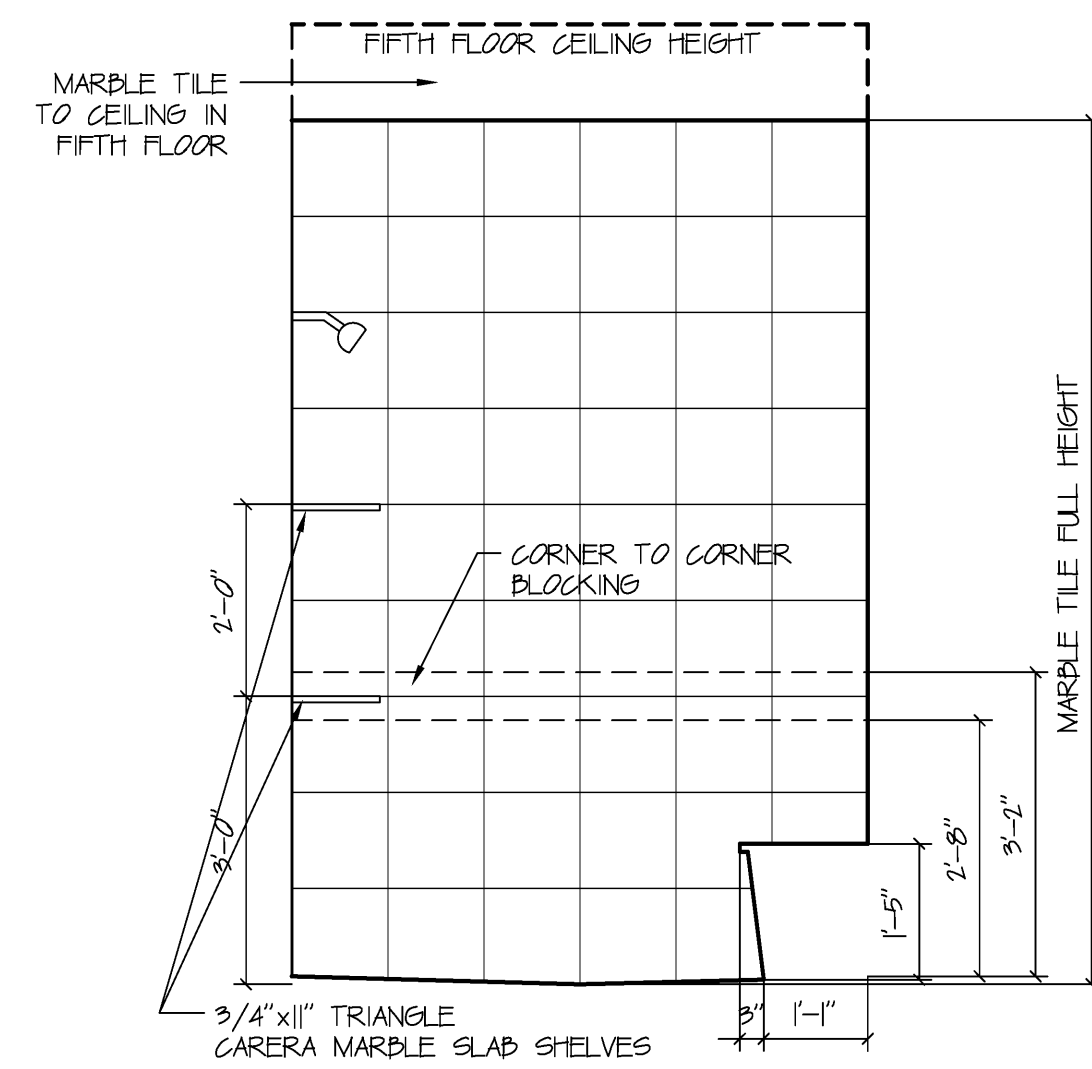 FIFTH FLOOR CEILING HEIGHT
MARBLE TILE
TO CEILING IN
FIFTH FLOOR
MARBLE TILE FULL HEIGHT
CORNER TO CORNER
BLOCKING
2'-0"
3'-0"
3'-2"
2'-8"
1'-5"
3"
1'-1"
3/4"x11" TRIANGLE
CARERA MARBLE SLAB SHELVES